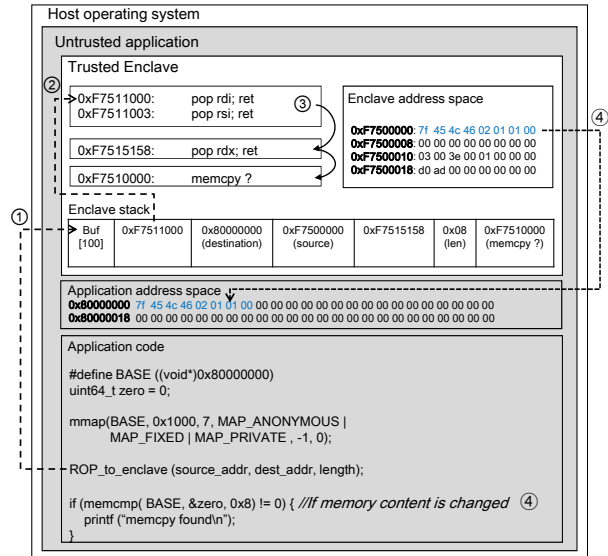 Host operating system
Untrusted application
Trusted Enclave
②
0xF7511000: pop rdi; ret
0xF7511003: pop rsi; ret
③
0xF7515158: pop rdx; ret
0xF7510000: memcpy ?
Enclave address space
0xF7500000: 7f 45 4c 46 02 01 01 00
0xF7500008: 00 00 00 00 00 00 00 00
0xF7500010: 03 00 3e 00 01 00 00 00
0xF7500018: d0 ad 00 00 00 00 00 00
④
Enclave stack
①
Buf [100]
0xF7511000
0x80000000 (destination)
0xF7500000 (source)
0xF7515158
0x08 (len)
0xF7510000 (memcpy ?)
Application address space
0x80000000 7f 45 4c 46 02 01 01 00 00 00 00 00 00 00 00 00 00 00 00 00 00 00 00 00
0x80000018 00 00 00 00 00 00 00 00 00 00 00 00 00 00 00 00 00 00 00 00 00 00 00 00
Application code
#define BASE ((void*)0x80000000)
uint64_t zero = 0;
mmap(BASE, 0x1000, 7, MAP_ANONYMOUS |
MAP_FIXED | MAP_PRIVATE , -1, 0);
ROP_to_enclave (source_addr, dest_addr, length);
if (memcmp( BASE, &zero, 0x8) != 0) { //If memory content is changed ④
printf (“memcpy found\n”);
}